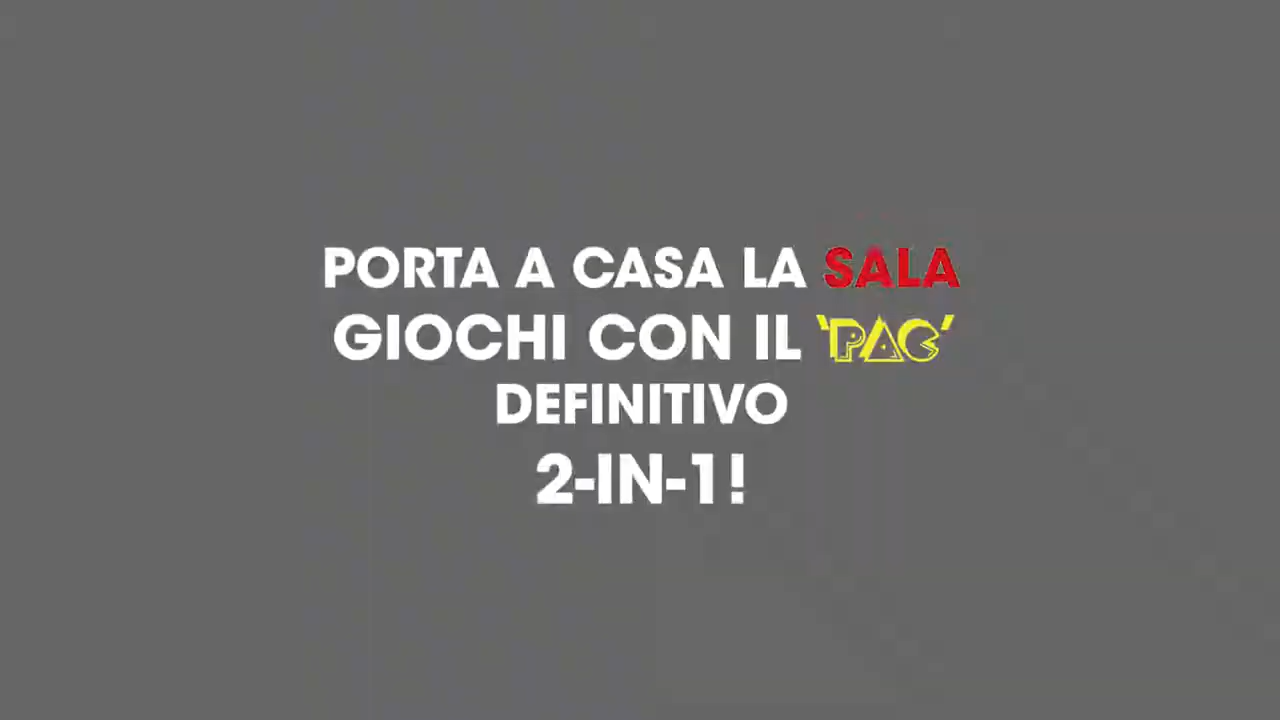 PORTA A CASA LA SALA
GIOCHI CON IL 'PAC'
DEFINITIVO
2-IN-1!